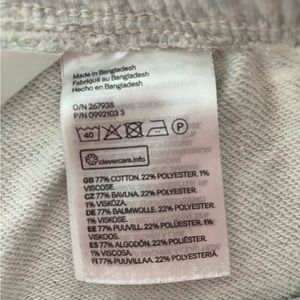 Made in Bangladesh
Fabriqué au Bangladesh
Hecho en Bangladesh
O/N 267938
P/N 0992103 3
40
P
clevercare.info
GB 77% COTTON. 22% POLYESTER. 1%
VISCOSE.
CZ 77% BAVLNA. 22% POLYESTER.
1% VISKÓZA.
DE 77% BAUMWOLLE. 22% POLYESTER.
1% VISKOSE.
EE 77% PUUVILL. 22% POLÜESTER.
1% VISKOOS.
ES 77% ALGODÓN. 22% POLIÉSTER.
1% VISCOSA.
FI 77% PUUVILLAA. 22% POLYESTERI.